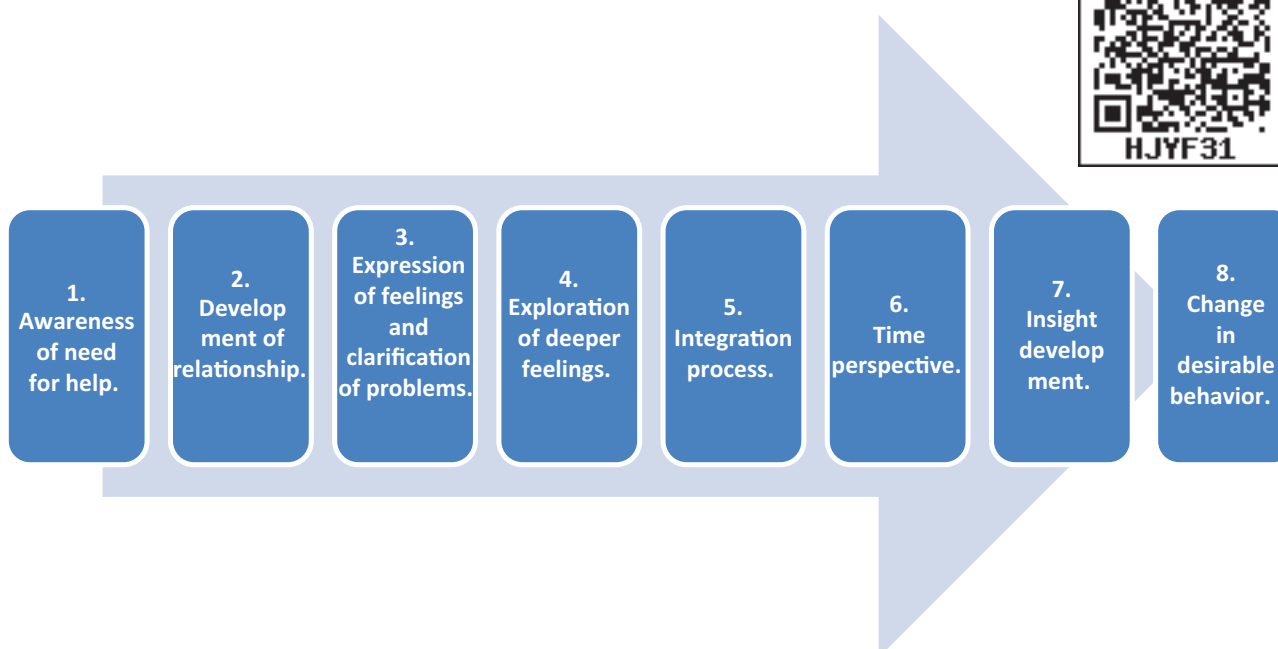 HJYF31
1.
Awareness
of need
for help.
2.
Develop
ment of
relationship.
3.
Expression
of feelings
and
clarification
of problems.
4.
Exploration
of deeper
feelings.
5.
Integration
process.
6.
Time
perspective.
7.
Insight
develop
ment.
8.
Change
in
desirable
behavior.